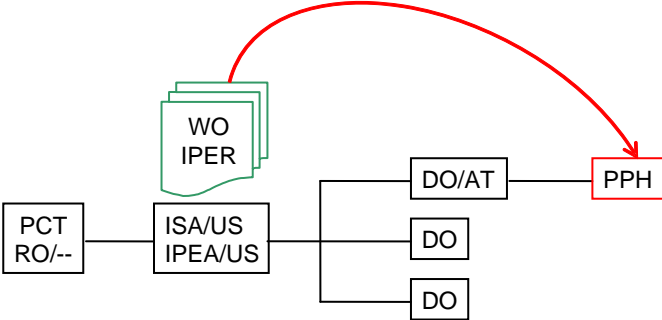 WO
IPER
DO/AT
PPH
PCT
RO/--
ISA/US
IPEA/US
DO
DO